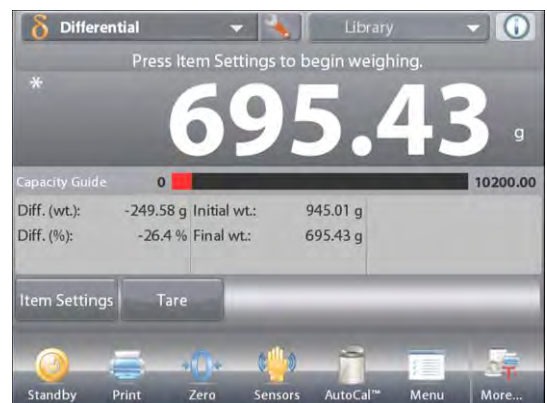 δ Differential Library
Press Item Settings to begin weighing.
*
695.43 g
Capacity Guide 0 10200.00
Diff. (wt.): -249.58 g Initial wt.: 945.01 g
Diff. (%): -26.4 % Final wt.: 695.43 g
Item Settings Tare
Standby Print Zero Sensors AutoCal™ Menu More...